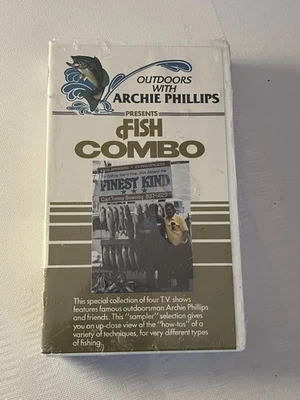 OUTDOORS
WITH
ARCHIE PHILLIPS
PRESENTS
FISH
COMBO
FINEST KIND
This special collection of four T.V. shows
features famous outdoorsman Archie Phillips
and friends. This "sampler" selection gives
you an up-close view of the "how-tos" of a
variety of techniques, for very different types
of fishing.